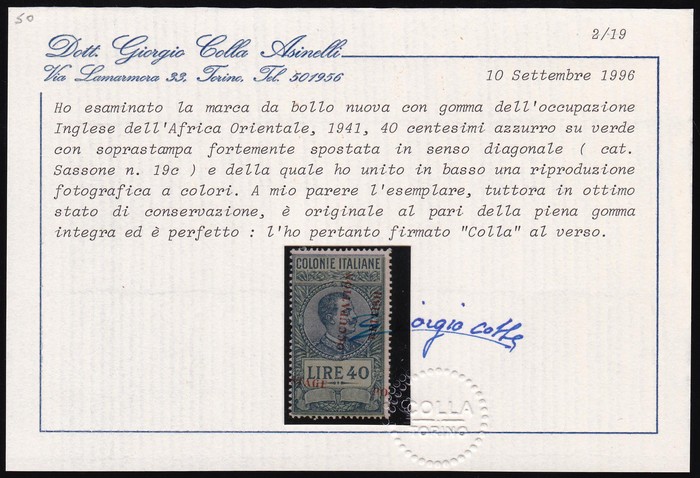 50
2/19
Dott. Giorgio Colla Asinelli
Via Lamarmora 33. Torino. Tel. 501956
10 Settembre 1996
Ho esaminato la marca da bollo nuova con gomma dell'occupazione
Inglese dell'Africa Orientale, 1941, 40 centesimi azzurro su verde
con soprastampa fortemente spostata in senso diagonale ( cat.
Sassone n. 19c ) e della quale ho unito in basso una riproduzione
fotografica a colori. A mio parere l'esemplare, tuttora in ottimo
stato di conservazione, è originale al pari della piena gomma
integra ed è perfetto : l'ho pertanto firmato "Colla" al verso.
COLONIE ITALIANE
OCCUPATION
LIRE 40
Giorgio Colla
COLLA
TORINO